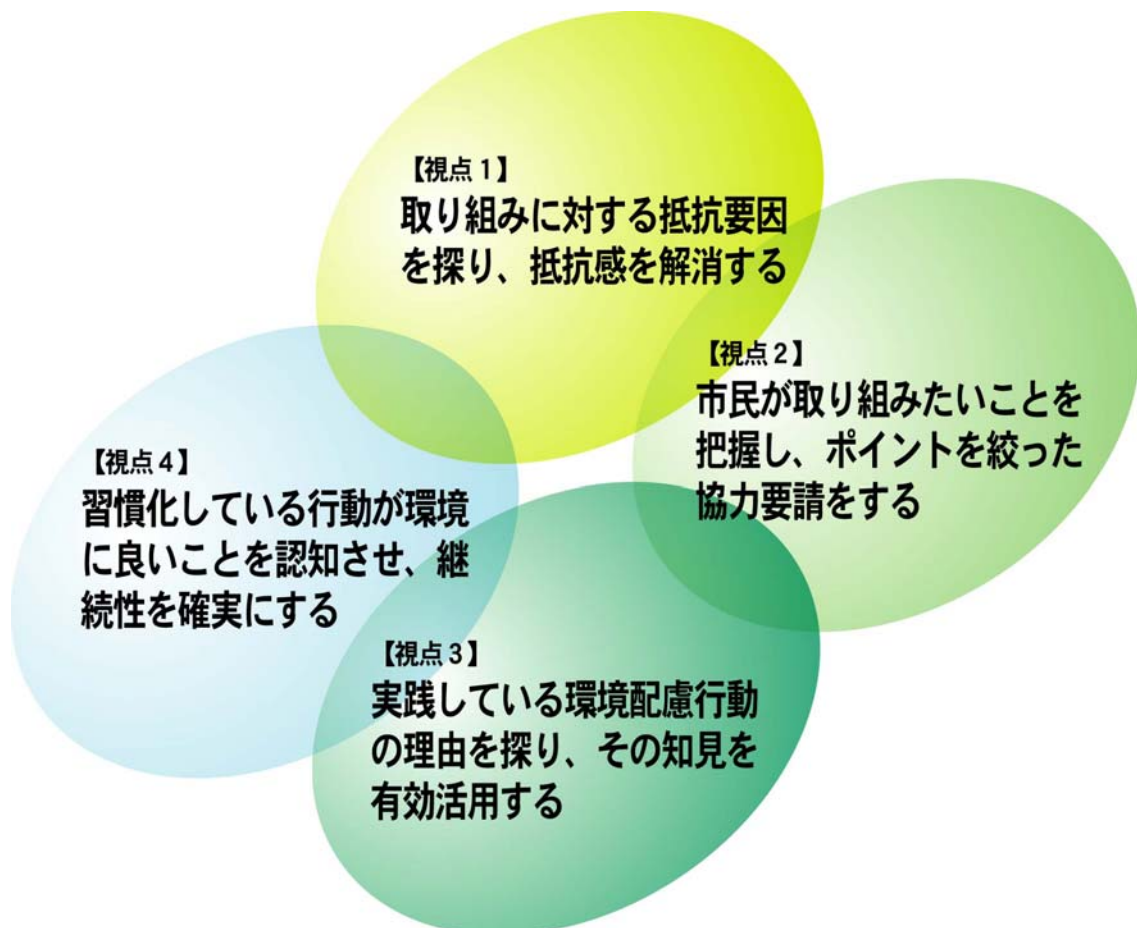 【視点1】
取り組みに対する抵抗要因
を探り、抵抗感を解消する
【視点2】
市民が取り組みたいことを
把握し、ポイントを絞った
協力要請をする
【視点3】
実践している環境配慮行動
の理由を探り、その知見を
有効活用する
【視点4】
習慣化している行動が環境
に良いことを認知させ、継
続性を確実にする